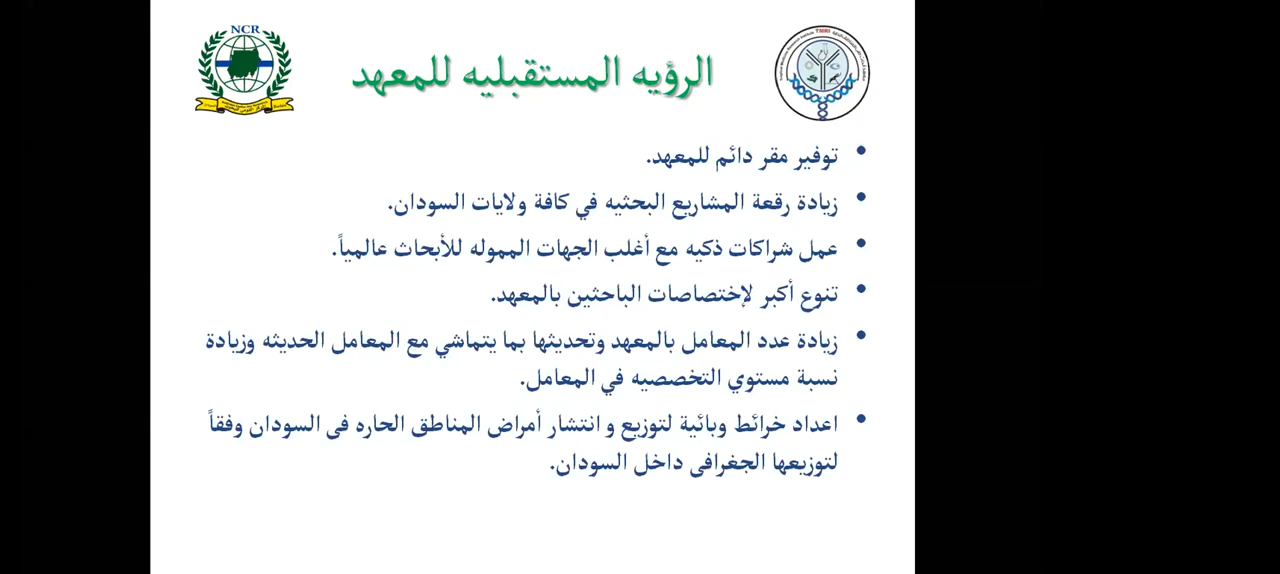 NCR
TMRI
الرؤيه المستقبليه للمعهد
• توفير مقر دائم للمعهد.
• زيادة رقعة المشاريع البحثيه في كافة ولايات السودان.
• عمل شراكات ذكيه مع أغلب الجهات الممولة للأبحاث عالمياً.
• تنوع أكبر لإختصاصات الباحثين بالمعهد.
• زيادة عدد المعامل بالمعهد وتحديثها بما يتماشي مع المعامل الحديثه وزيادة
نسبة مستوي التخصصيه في المعامل.
• اعداد خرائط وبائية لتوزيع و انتشار أمراض المناطق الحاره فى السودان وفقاً
لتوزيعها الجغرافى داخل السودان.